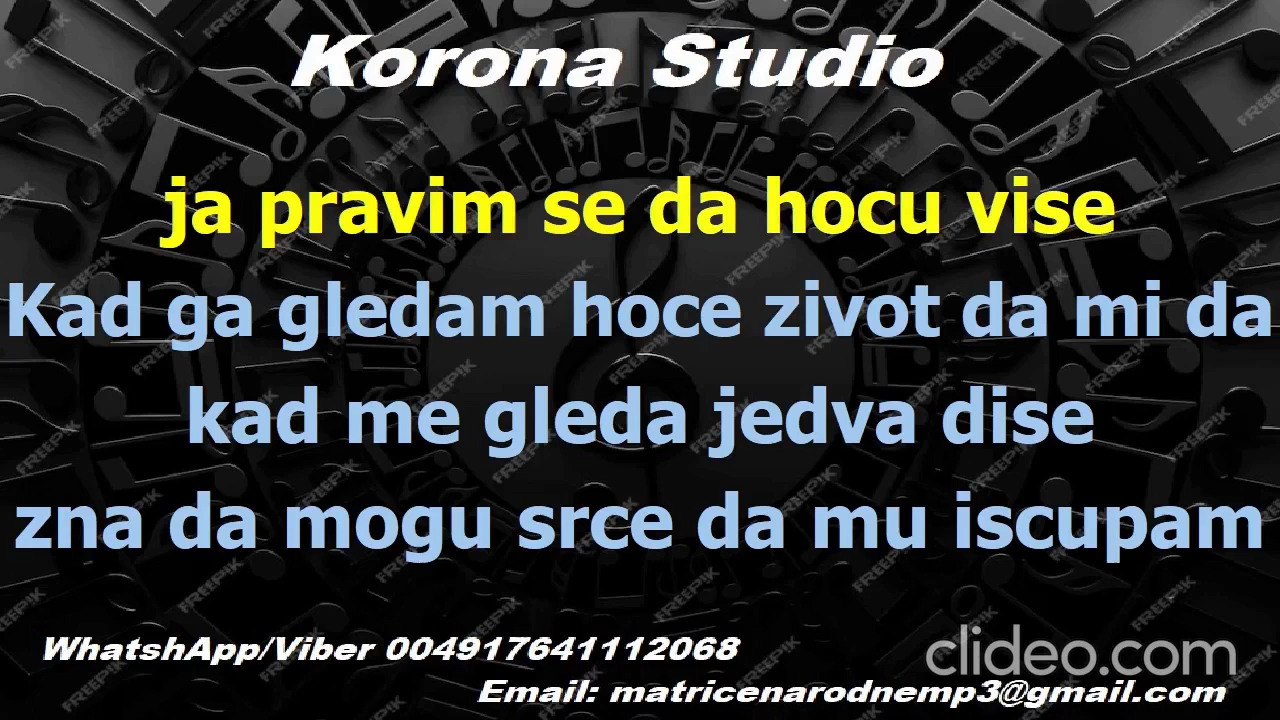 Korona Studio
ja pravim se da hocu vise
Kad ga gledam hoce zivot da mi da
kad me gleda jedva dise
zna da mogu srce da mu iscupam
WhatshApp/Viber 004917641112068
clideo.com
Email: matricenarodnemp3@gmail.com
FREEPIK